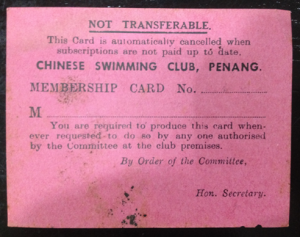 NOT TRANSFERABLE.
This Card is automatically cancelled when
subscriptions are not paid up to date.
CHINESE SWIMMING CLUB, PENANG.
MEMBERSHIP CARD No.
M
You are required to produce this card when-
ever requested to do so by any one authorised
by the Committee at the club premises.
By Order of the Committee,
Hon. Secretary.